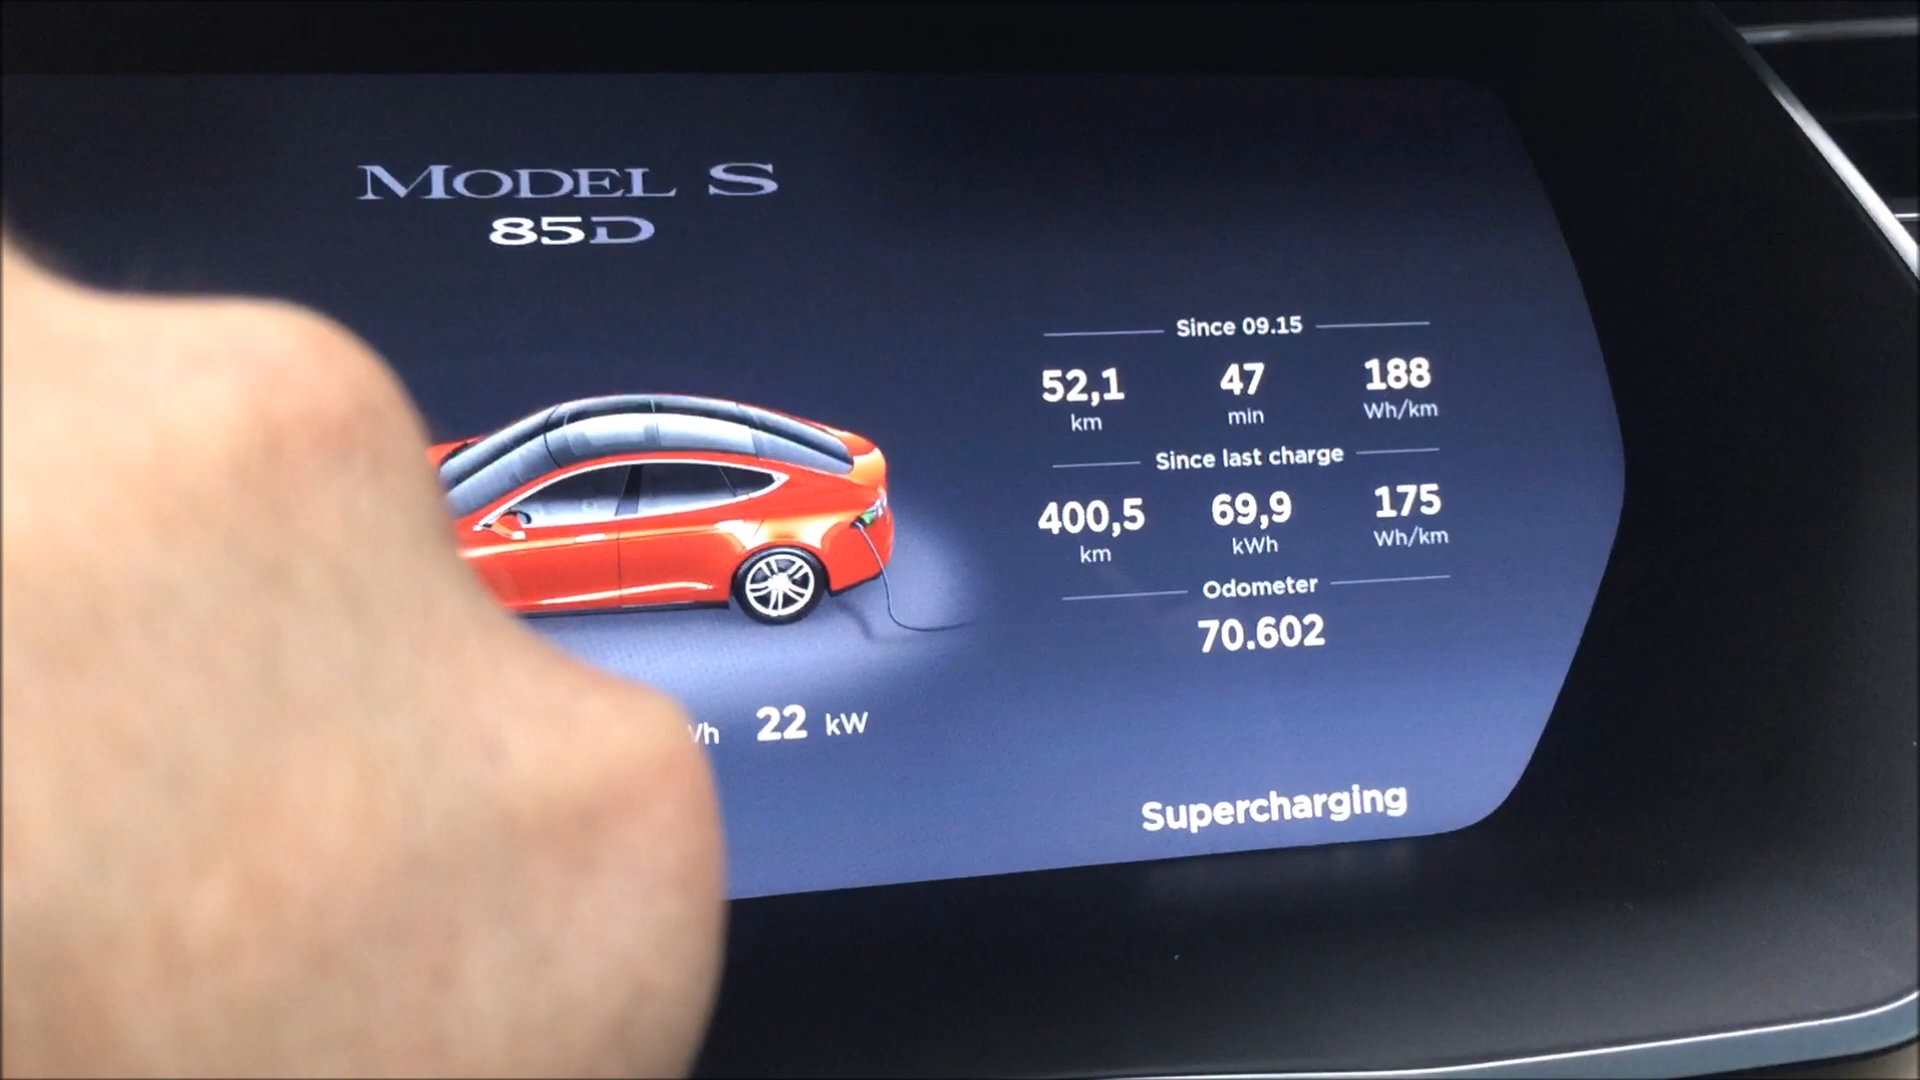 MODEL S
85D
Since 09.15
52,1 47 188
km min Wh/km
Since last charge
400,5 69,9 175
km kWh Wh/km
Odometer
70.602
22 kW
Supercharging